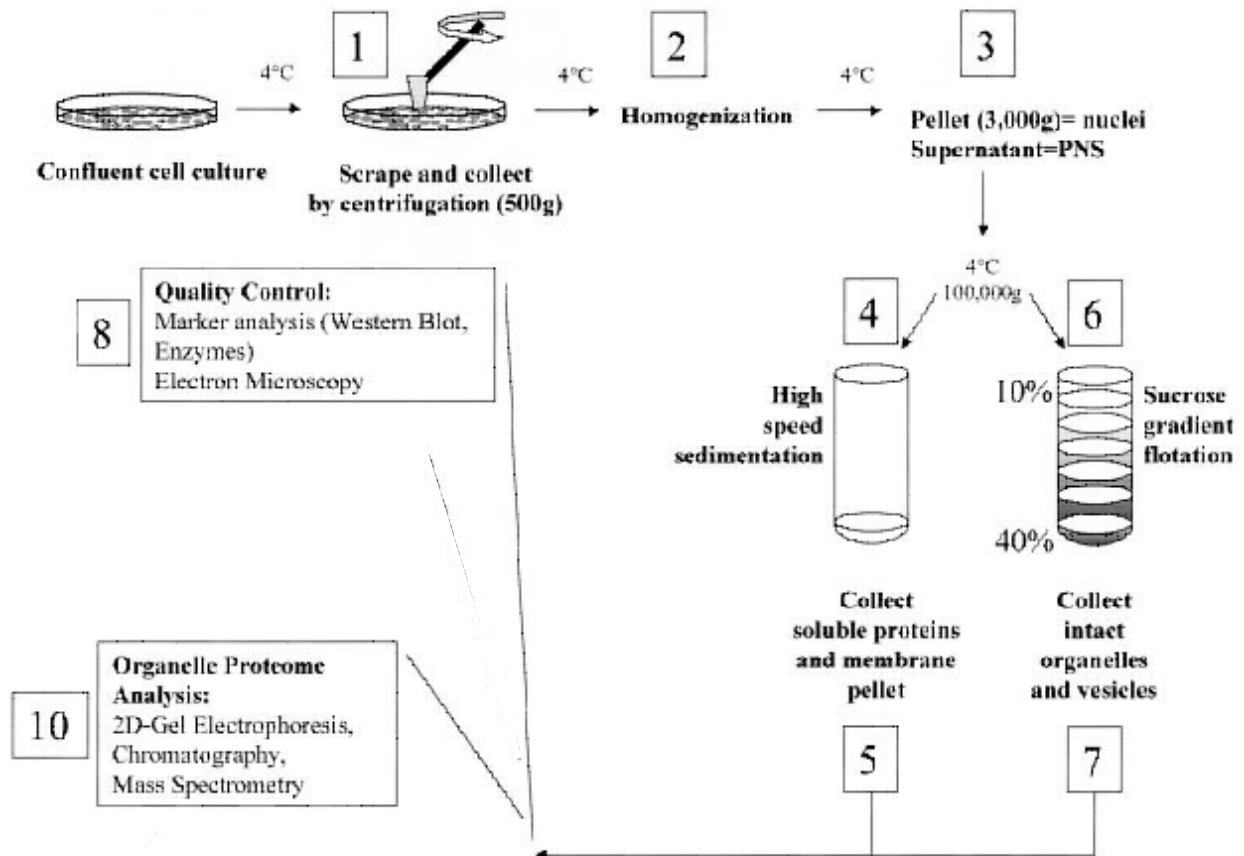 1
2
3
4°C
4°C
4°C
Homogenization
Pellet (3,000g)= nuclei
Supernatant=PNS
Confluent cell culture
Scrape and collect
by centrifugation (500g)
4°C
100,000g
8
Quality Control:
Marker analysis (Western Blot,
Enzymes)
Electron Microscopy
4
6
High
speed
sedimentation
10%
40%
Sucrose
gradient
flotation
Collect
soluble proteins
and membrane
pellet
Collect
intact
organelles
and vesicles
10
Organelle Proteome
Analysis:
2D-Gel Electrophoresis,
Chromatography,
Mass Spectrometry
5
7